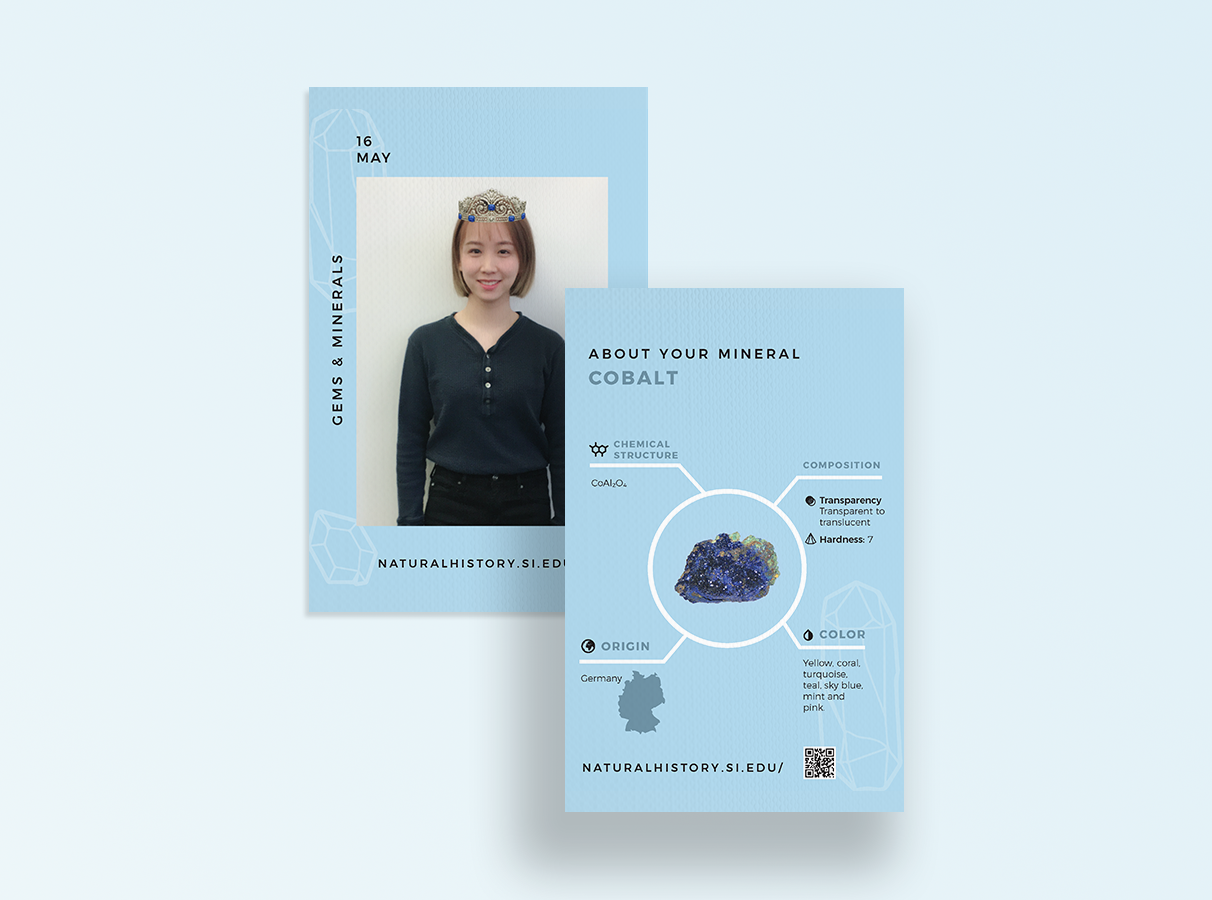 16
MAY
GEMS & MINERALS
NATURALHISTORY.SI.EDU
ABOUT YOUR MINERAL
COBALT
CHEMICAL
STRUCTURE
CoAl₂O₄
COMPOSITION
Transparency
Transparent to
translucent
Hardness: 7
ORIGIN
Germany
COLOR
Yellow, coral,
turquoise,
teal, sky blue,
mint and
pink.
NATURALHISTORY.SI.EDU/